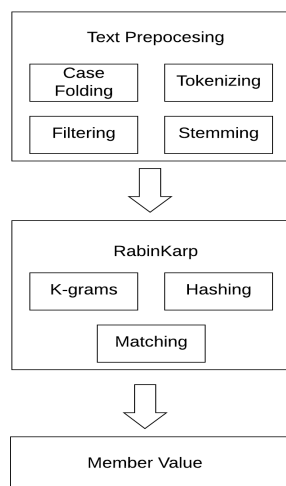 Text Prepocesing
Case
Folding
Tokenizing
Filtering
Stemming
RabinKarp
K-grams
Hashing
Matching
Member Value